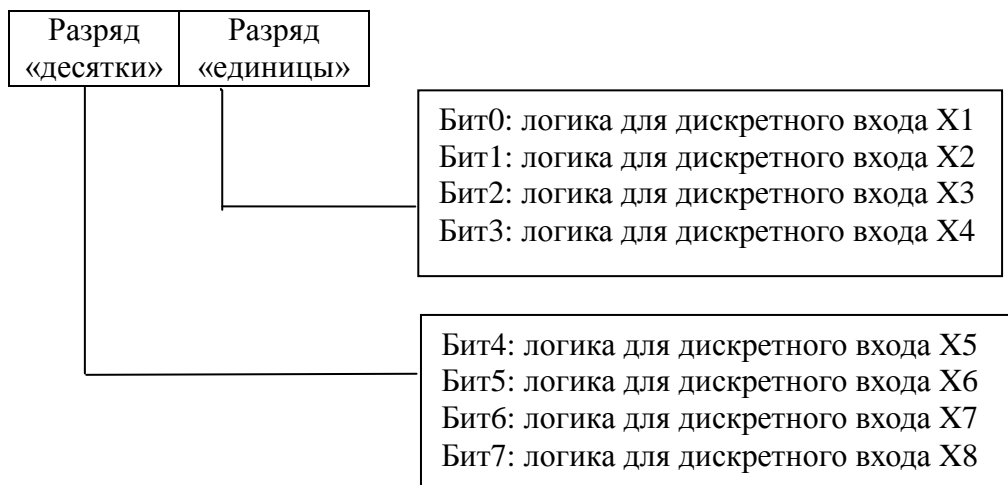 Разряд «десятки»
Разряд «единицы»
Бит0: логика для дискретного входа X1
Бит1: логика для дискретного входа X2
Бит2: логика для дискретного входа X3
Бит3: логика для дискретного входа X4
Бит4: логика для дискретного входа X5
Бит5: логика для дискретного входа X6
Бит6: логика для дискретного входа X7
Бит7: логика для дискретного входа X8